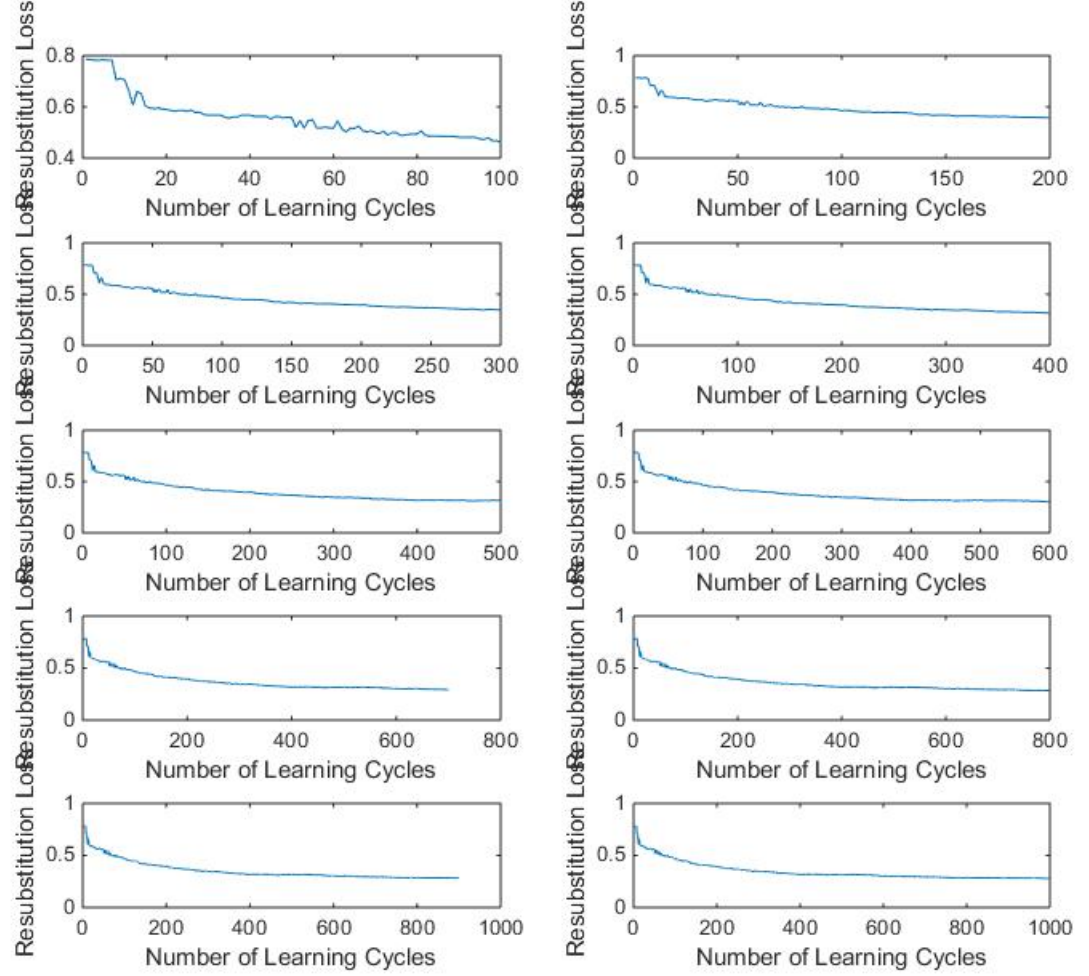 Resubstitution Loss
0.8
0.6
0.4
0 20 40 60 80 100
Number of Learning Cycles
Resubstitution Loss
1
0.5
0
0 50 100 150 200
Number of Learning Cycles
Resubstitution Loss
1
0.5
0
0 50 100 150 200 250 300
Number of Learning Cycles
Resubstitution Loss
1
0.5
0
0 100 200 300 400
Number of Learning Cycles
Resubstitution Loss
1
0.5
0
0 100 200 300 400 500
Number of Learning Cycles
Resubstitution Loss
1
0.5
0
0 100 200 300 400 500 600
Number of Learning Cycles
Resubstitution Loss
1
0.5
0
0 200 400 600 800
Number of Learning Cycles
Resubstitution Loss
1
0.5
0
0 200 400 600 800
Number of Learning Cycles
Resubstitution Loss
1
0.5
0
0 200 400 600 800 1000
Number of Learning Cycles
Resubstitution Loss
1
0.5
0
0 200 400 600 800 1000
Number of Learning Cycles